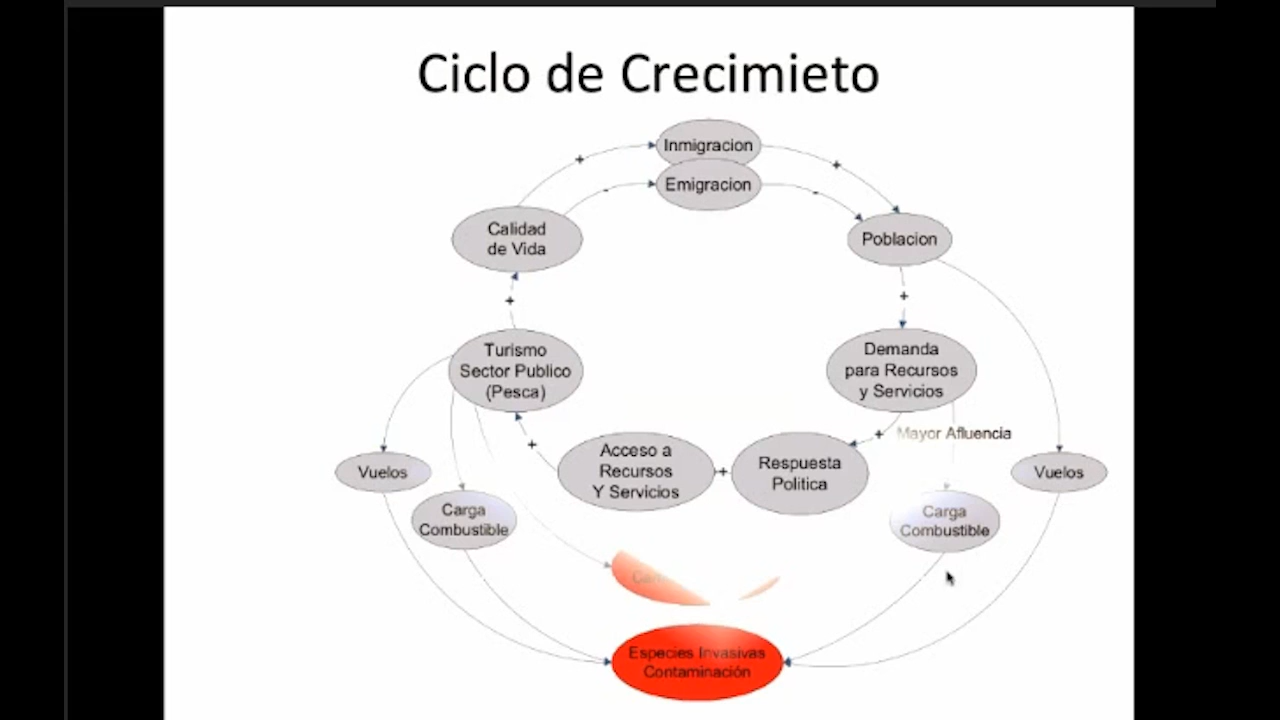 Ciclo de Crecimieto
+
Inmigracion
+
-
Emigracion
-
Calidad
de Vida
Poblacion
+
+
Turismo
Sector Publico
(Pesca)
Demanda
para Recursos
y Servicios
+
+
Mayor Afluencia
Acceso a
Recursos
Y Servicios
+
Respuesta
Politica
Vuelos
Vuelos
Carga
Combustible
Carga
Combustible
Especies Invasivas
Contaminación